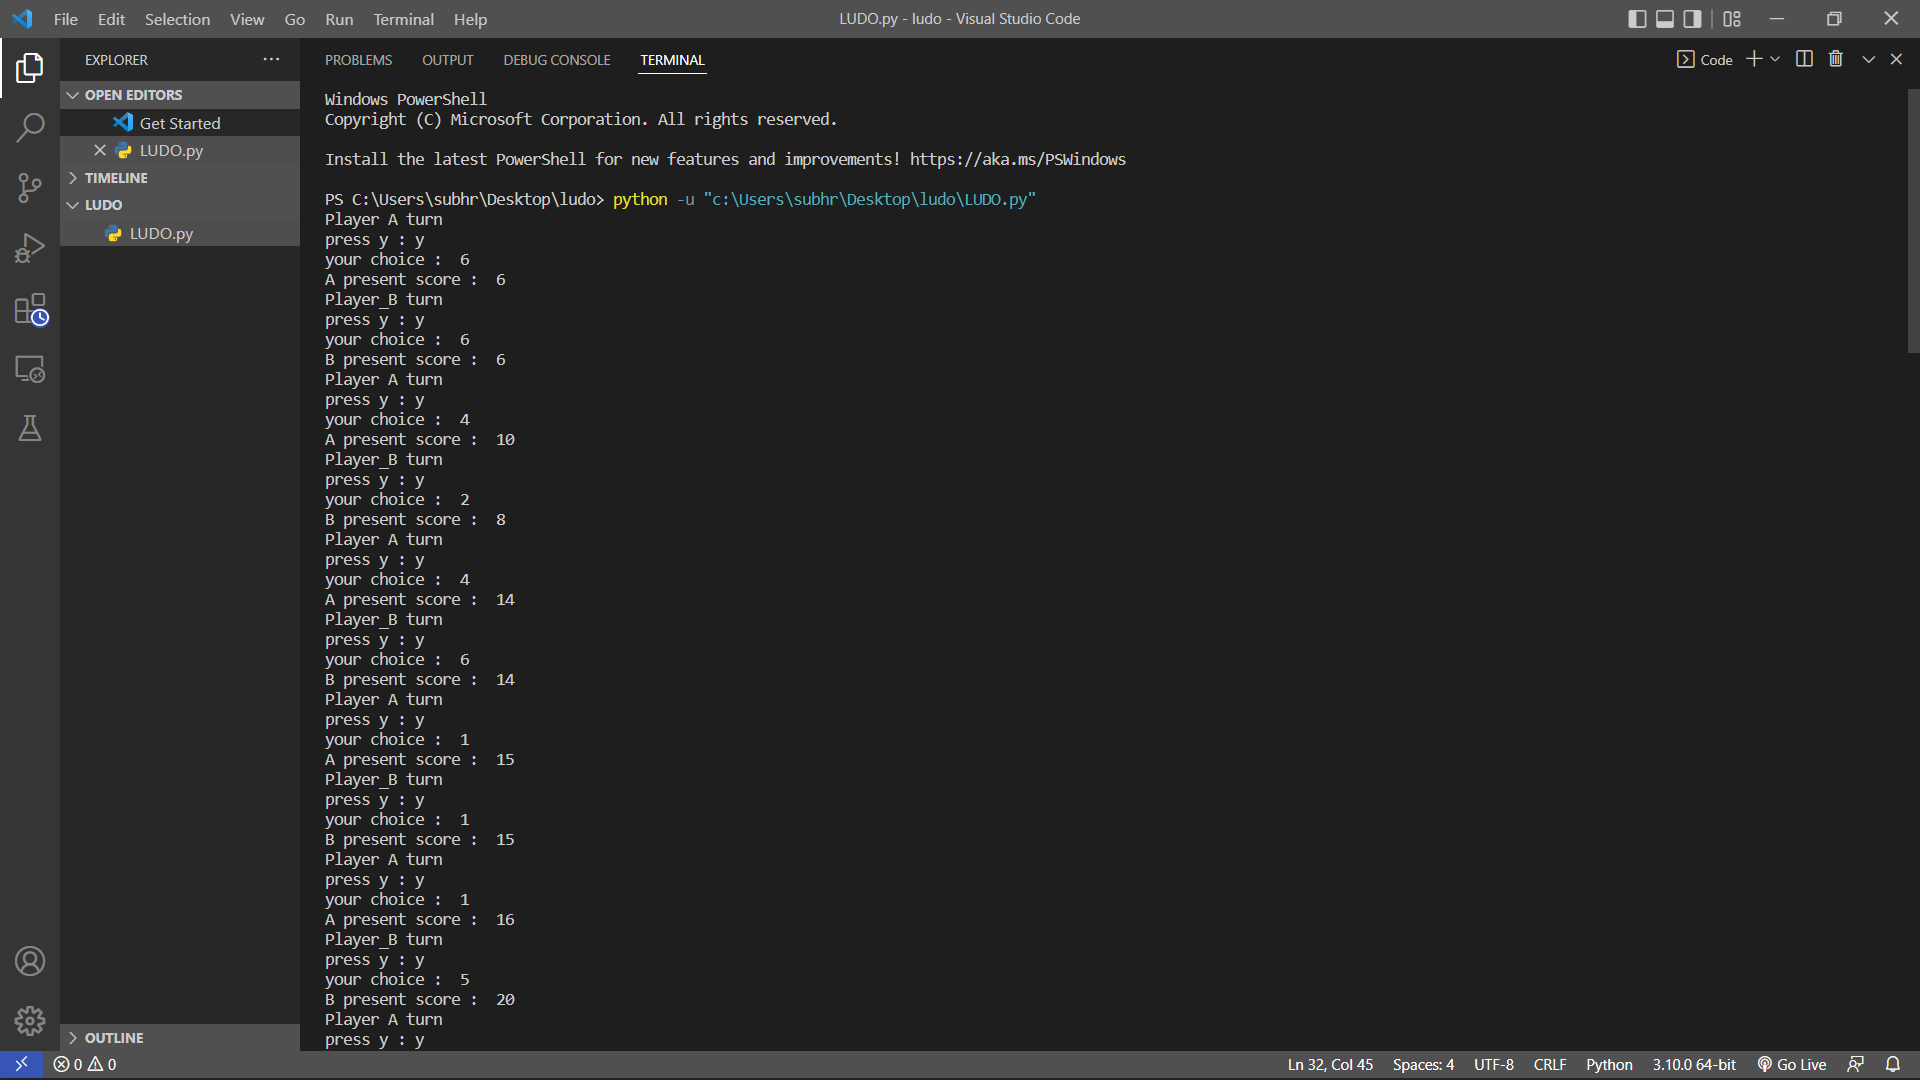 File Edit Selection View Go Run Terminal Help
LUDO.py - ludo - Visual Studio Code
EXPLORER
OPEN EDITORS
Get Started
LUDO.py
TIMELINE
LUDO
LUDO.py
OUTLINE
PROBLEMS OUTPUT DEBUG CONSOLE TERMINAL
Code
Windows PowerShell
Copyright (C) Microsoft Corporation. All rights reserved.
Install the latest PowerShell for new features and improvements! https://aka.ms/PSWindows
PS C:\Users\subhr\Desktop\ludo> python -u "c:\Users\subhr\Desktop\ludo\LUDO.py"
Player A turn
press y : y
your choice :  6
A present score :  6
Player_B turn
press y : y
your choice :  6
B present score :  6
Player A turn
press y : y
your choice :  4
A present score :  10
Player_B turn
press y : y
your choice :  2
B present score :  8
Player A turn
press y : y
your choice :  4
A present score :  14
Player_B turn
press y : y
your choice :  6
B present score :  14
Player A turn
press y : y
your choice :  1
A present score :  15
Player_B turn
press y : y
your choice :  1
B present score :  15
Player A turn
press y : y
your choice :  1
A present score :  16
Player_B turn
press y : y
your choice :  5
B present score :  20
Player A turn
press y : y
0 0
Ln 32, Col 45 Spaces: 4 UTF-8 CRLF Python 3.10.0 64-bit Go Live